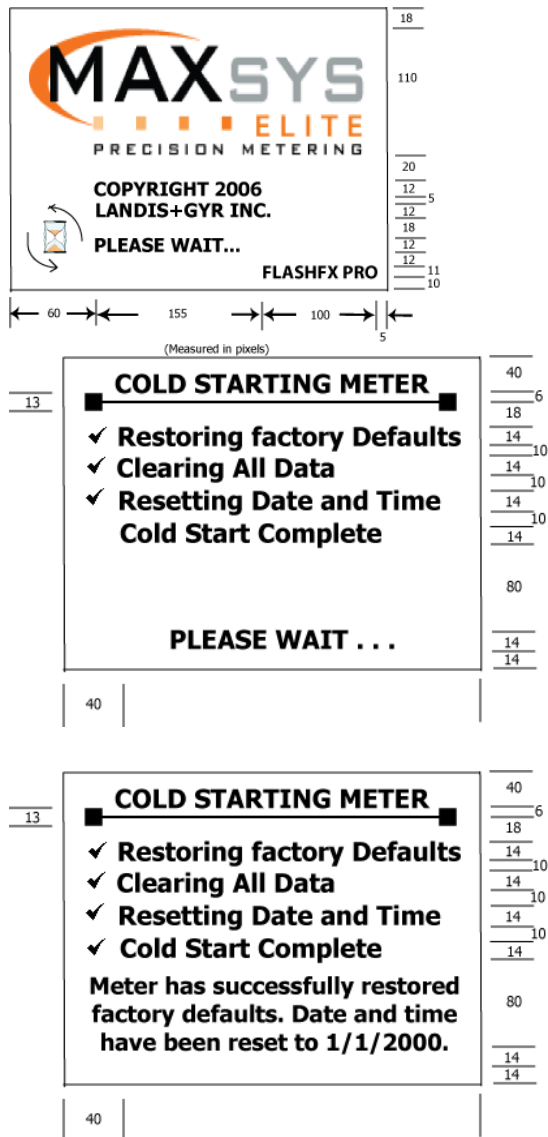 MAXSYS
ELITE
PRECISION METERING
COPYRIGHT 2006
LANDIS+GYR INC.
PLEASE WAIT...
FLASHFX PRO
18
110
20
12
5
12
18
12
12
11
10
60
155
100
5
(Measured in pixels)
COLD STARTING METER
✓ Restoring factory Defaults
✓ Clearing All Data
✓ Resetting Date and Time
Cold Start Complete
PLEASE WAIT . . .
13
40
6
18
14
10
14
10
14
10
14
80
14
14
40
COLD STARTING METER
✓ Restoring factory Defaults
✓ Clearing All Data
✓ Resetting Date and Time
✓ Cold Start Complete
Meter has successfully restored
factory defaults. Date and time
have been reset to 1/1/2000.
13
40
6
18
14
10
14
10
14
10
14
80
14
14
40